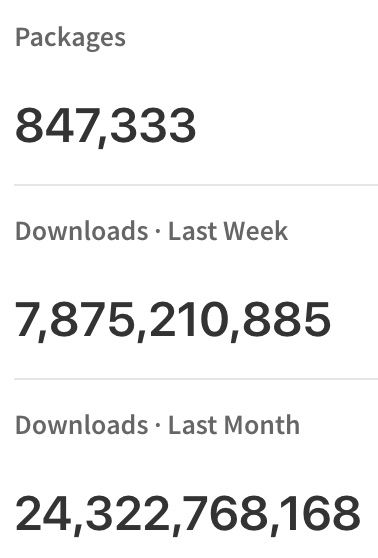 Packages
847,333
Downloads · Last Week
7,875,210,885
Downloads · Last Month
24,322,768,168